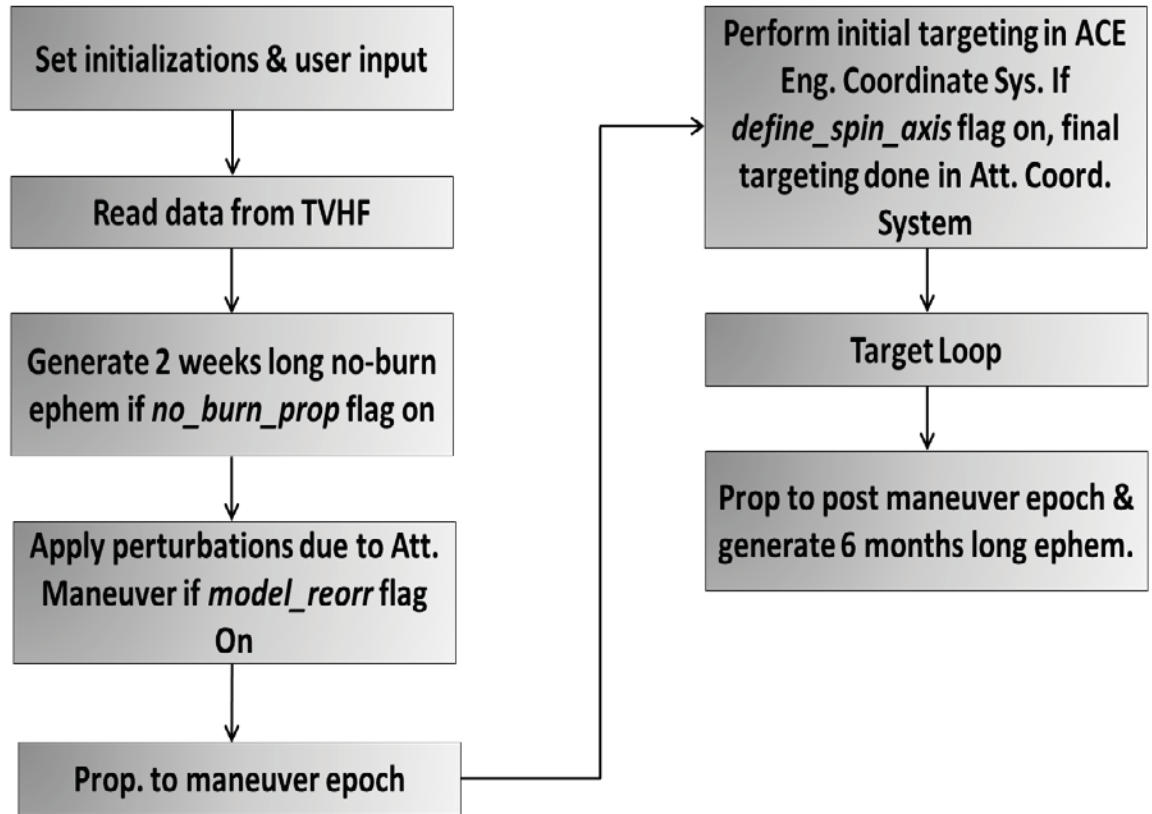 Set initializations & user input
Read data from TVHF
Generate 2 weeks long no-burn
ephem if no_burn_prop flag on
Apply perturbations due to Att.
Maneuver if model_reorr flag
On
Prop. to maneuver epoch
Perform initial targeting in ACE
Eng. Coordinate Sys. If
define_spin_axis flag on, final
targeting done in Att. Coord.
System
Target Loop
Prop to post maneuver epoch &
generate 6 months long ephem.